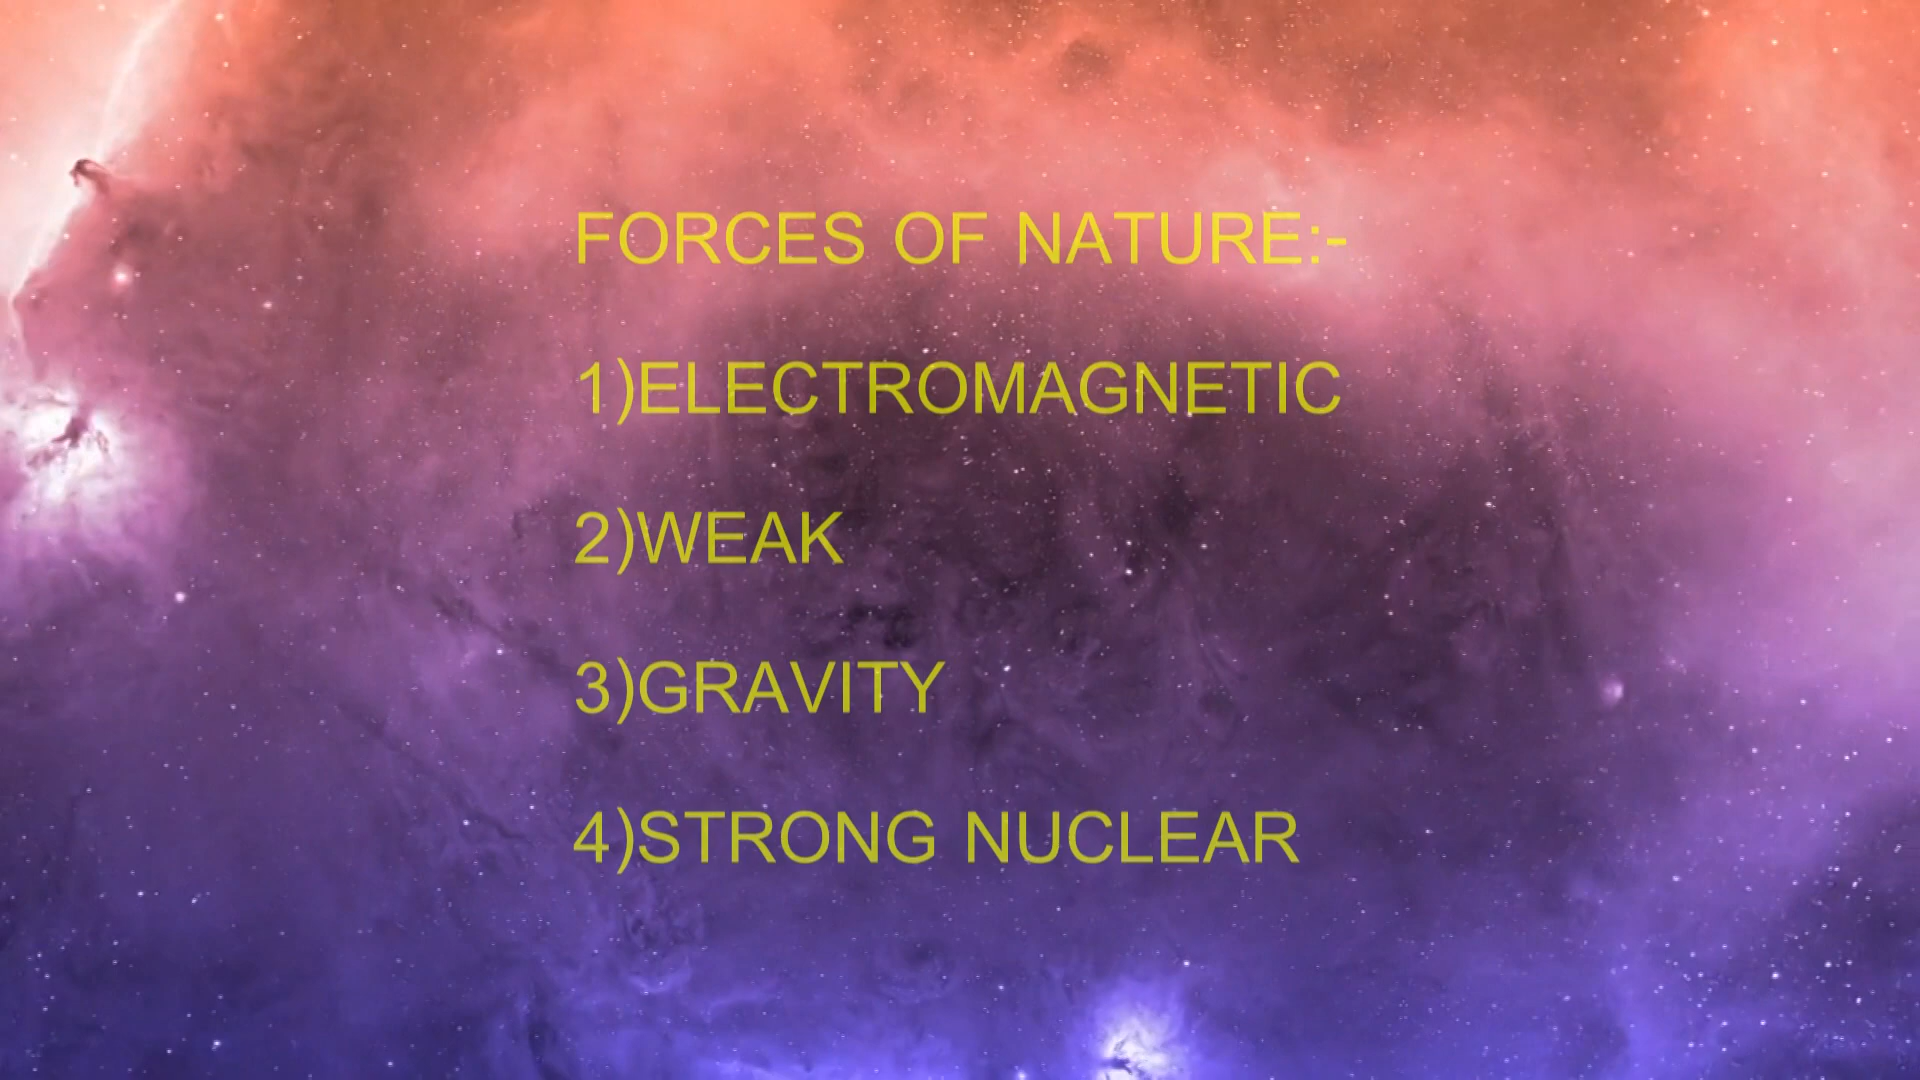 FORCES OF NATURE:-
1)ELECTROMAGNETIC
2)WEAK
3)GRAVITY
4)STRONG NUCLEAR